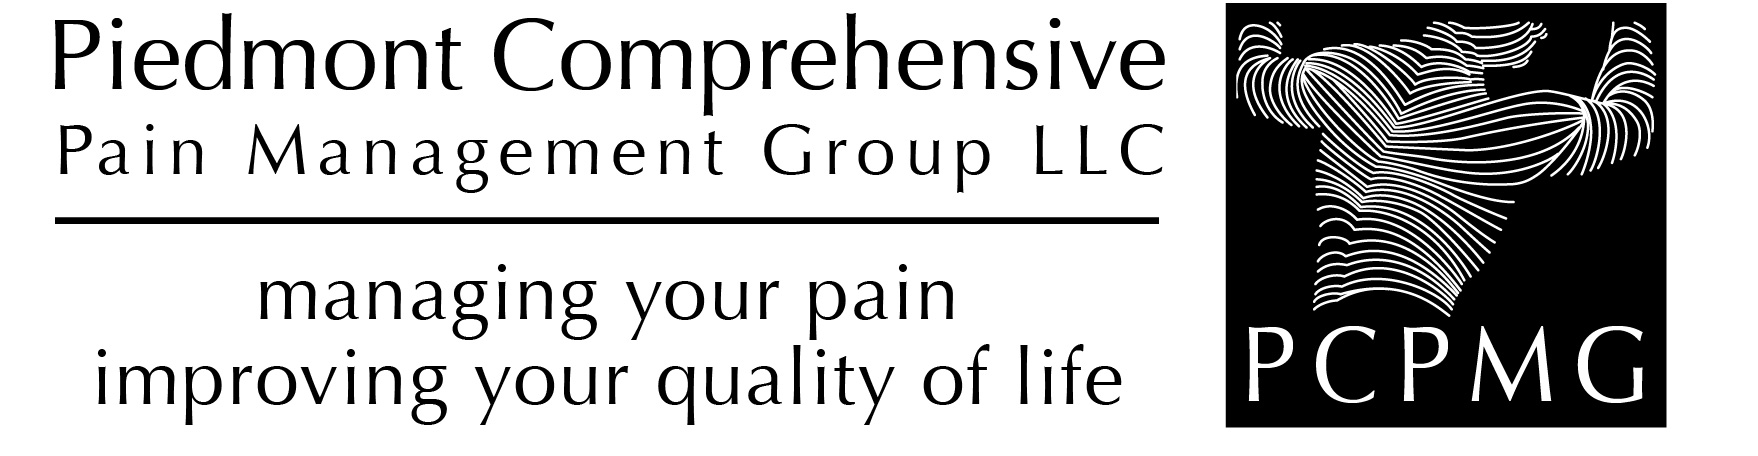 Piedmont Comprehensive
Pain Management Group LLC
managing your pain
improving your quality of life
PCPMG